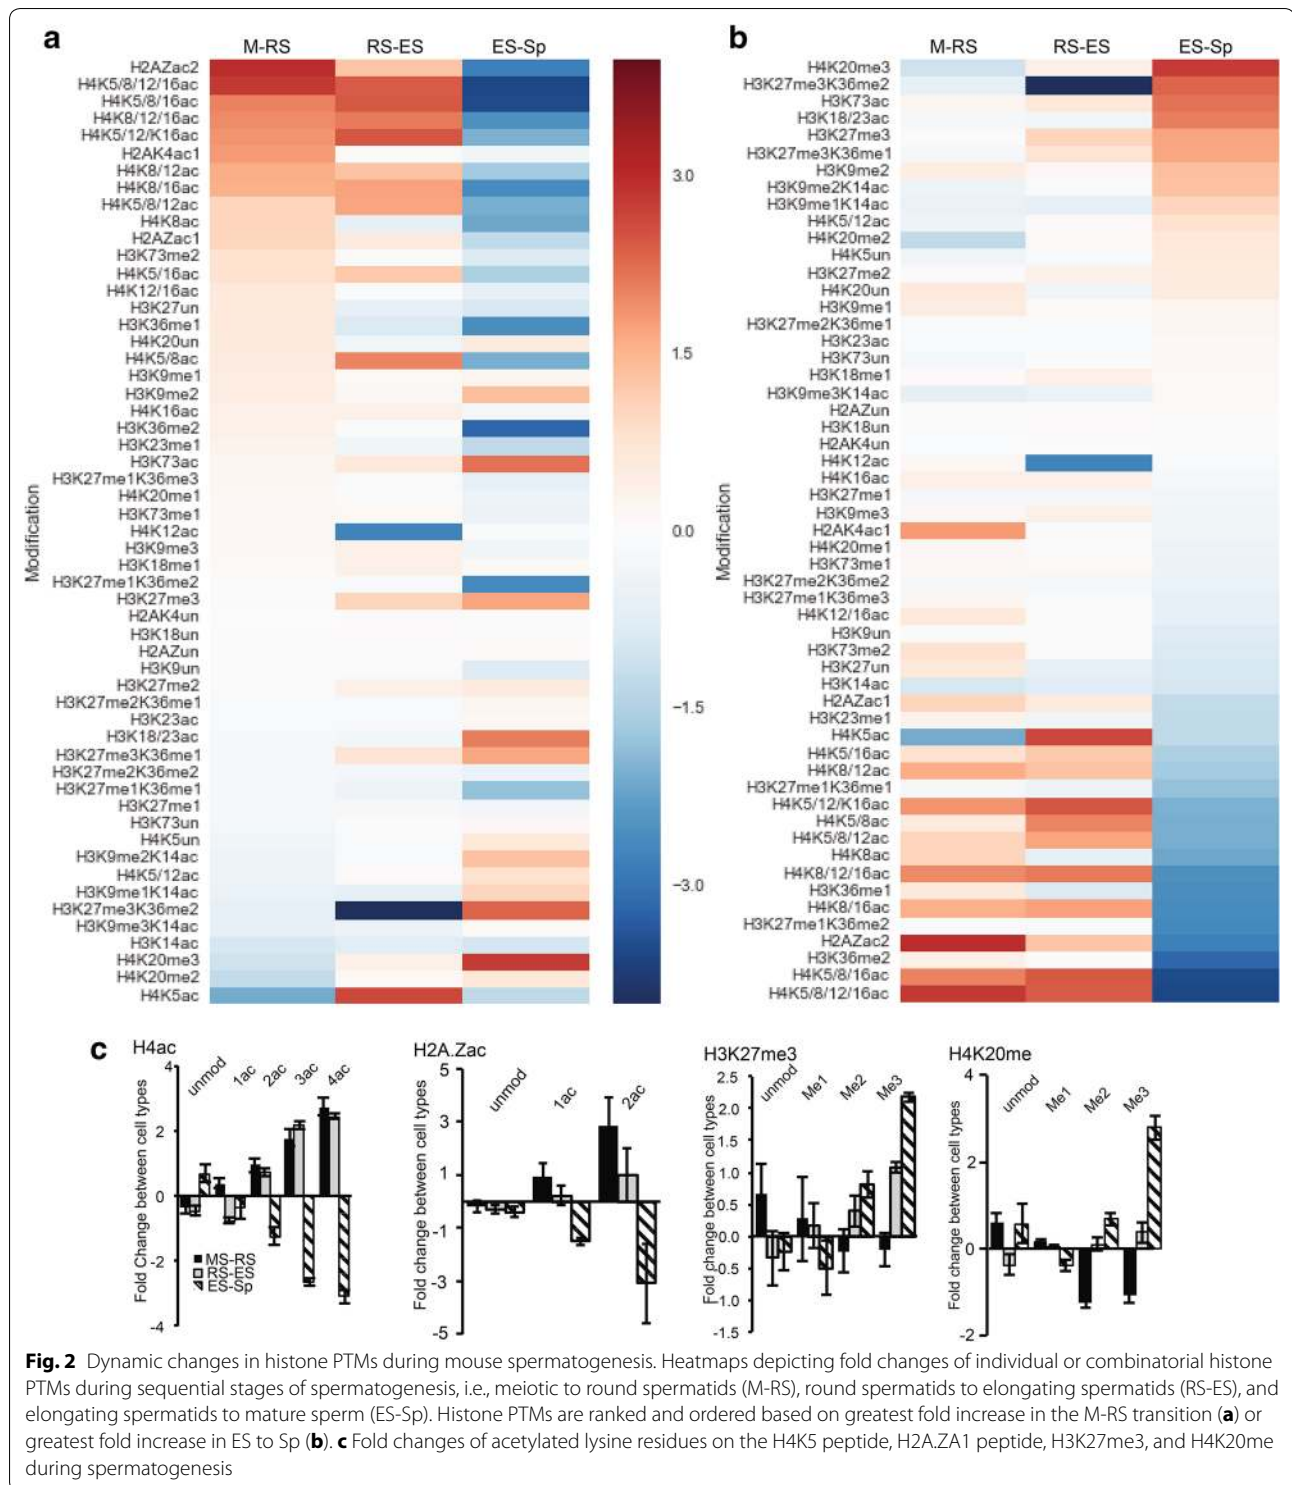 a
M-RS RS-ES ES-Sp
H2AZac2
H4K5/8/12/16ac
H4K5/8/16ac
H4K8/12/16ac
H4K5/12/K16ac
H2AK4ac1
H4K8/12ac
H4K8/16ac
H4K5/8/12ac
H4K8ac
H2AZac1
H3K73me2
H4K5/16ac
H4K12/16ac
H3K27un
H3K36me1
H4K20un
H4K5/8ac
H3K9me1
H3K9me2
H4K16ac
H3K36me2
H3K23me1
H3K73ac
H3K27me1K36me3
H4K20me1
H3K73me1
H4K12ac
H3K9me3
H3K18me1
H3K27me1K36me2
H3K27me3
H2AK4un
H3K18un
H2AZun
H3K9un
H3K27me2
H3K27me2K36me1
H3K23ac
H3K18/23ac
H3K27me3K36me1
H3K27me2K36me2
H3K27me1K36me1
H3K27me1
H3K73un
H4K5un
H3K9me2K14ac
H4K5/12ac
H3K9me1K14ac
H3K27me3K36me2
H3K9me3K14ac
H3K14ac
H4K20me3
H4K20me2
H4K5ac
Modification
3.0
1.5
0.0
−1.5
−3.0
b
M-RS RS-ES ES-Sp
H4K20me3
H3K27me3K36me2
H3K73ac
H3K18/23ac
H3K27me3
H3K27me3K36me1
H3K9me2
H3K9me2K14ac
H3K9me1K14ac
H4K5/12ac
H4K20me2
H4K5un
H3K27me2
H4K20un
H3K9me1
H3K27me2K36me1
H3K23ac
H3K73un
H3K18me1
H3K9me3K14ac
H2AZun
H3K18un
H2AK4un
H4K12ac
H4K16ac
H3K27me1
H3K9me3
H2AK4ac1
H4K20me1
H3K73me1
H3K27me2K36me2
H3K27me1K36me3
H4K12/16ac
H3K9un
H3K73me2
H3K27un
H3K14ac
H2AZac1
H3K23me1
H4K5ac
H4K5/16ac
H4K8/12ac
H3K27me1K36me1
H4K5/12/K16ac
H4K5/8ac
H4K5/8/12ac
H4K8ac
H4K8/12/16ac
H3K36me1
H4K8/16ac
H3K27me1K36me2
H2AZac2
H3K36me2
H4K5/8/16ac
H4K5/8/12/16ac
Modification
c
H4ac
unmod 1ac 2ac 3ac 4ac
Fold Change between cell types
4
2
0
-2
-4
MS-RS
RS-ES
ES-Sp
H2A.Zac
unmod 1ac 2ac
Fold change between cell types
5
3
1
-1
-3
-5
H3K27me3
unmod Me1 Me2 Me3
Fold change between cell types
2.5
2.0
1.5
1.0
0.5
0.0
-0.5
-1.0
-1.5
H4K20me
unmod Me1 Me2 Me3
Fold change between cell types
4
2
0
-2
Fig. 2 Dynamic changes in histone PTMs during mouse spermatogenesis. Heatmaps depicting fold changes of individual or combinatorial histone
PTMs during sequential stages of spermatogenesis, i.e., meiotic to round spermatids (M-RS), round spermatids to elongating spermatids (RS-ES), and
elongating spermatids to mature sperm (ES-Sp). Histone PTMs are ranked and ordered based on greatest fold increase in the M-RS transition (a) or
greatest fold increase in ES to Sp (b). c Fold changes of acetylated lysine residues on the H4K5 peptide, H2A.ZA1 peptide, H3K27me3, and H4K20me
during spermatogenesis